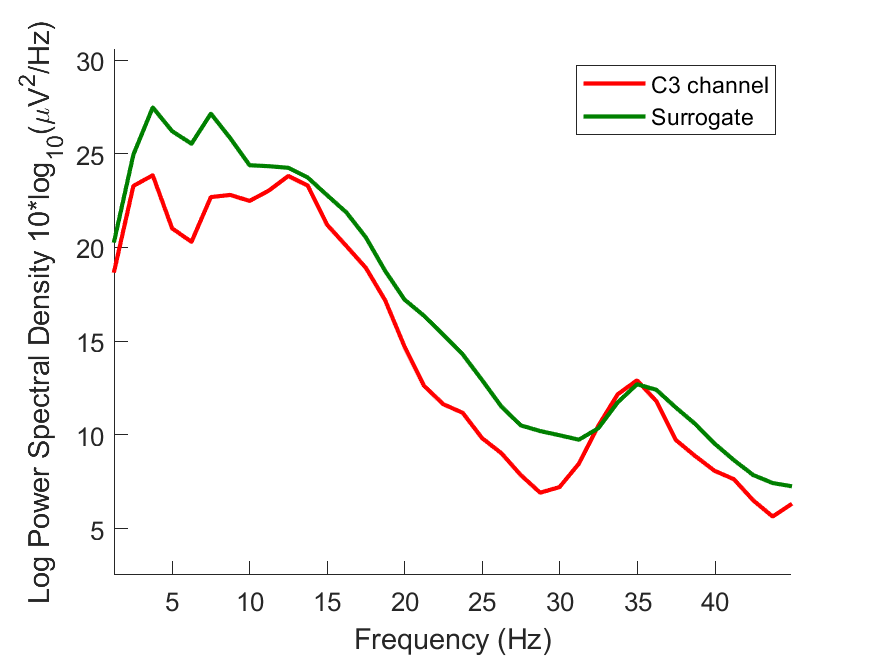 Log Power Spectral Density 10*log10(μV2/Hz)
30
25
20
15
10
5
C3 channel
Surrogate
5 10 15 20 25 30 35 40
Frequency (Hz)